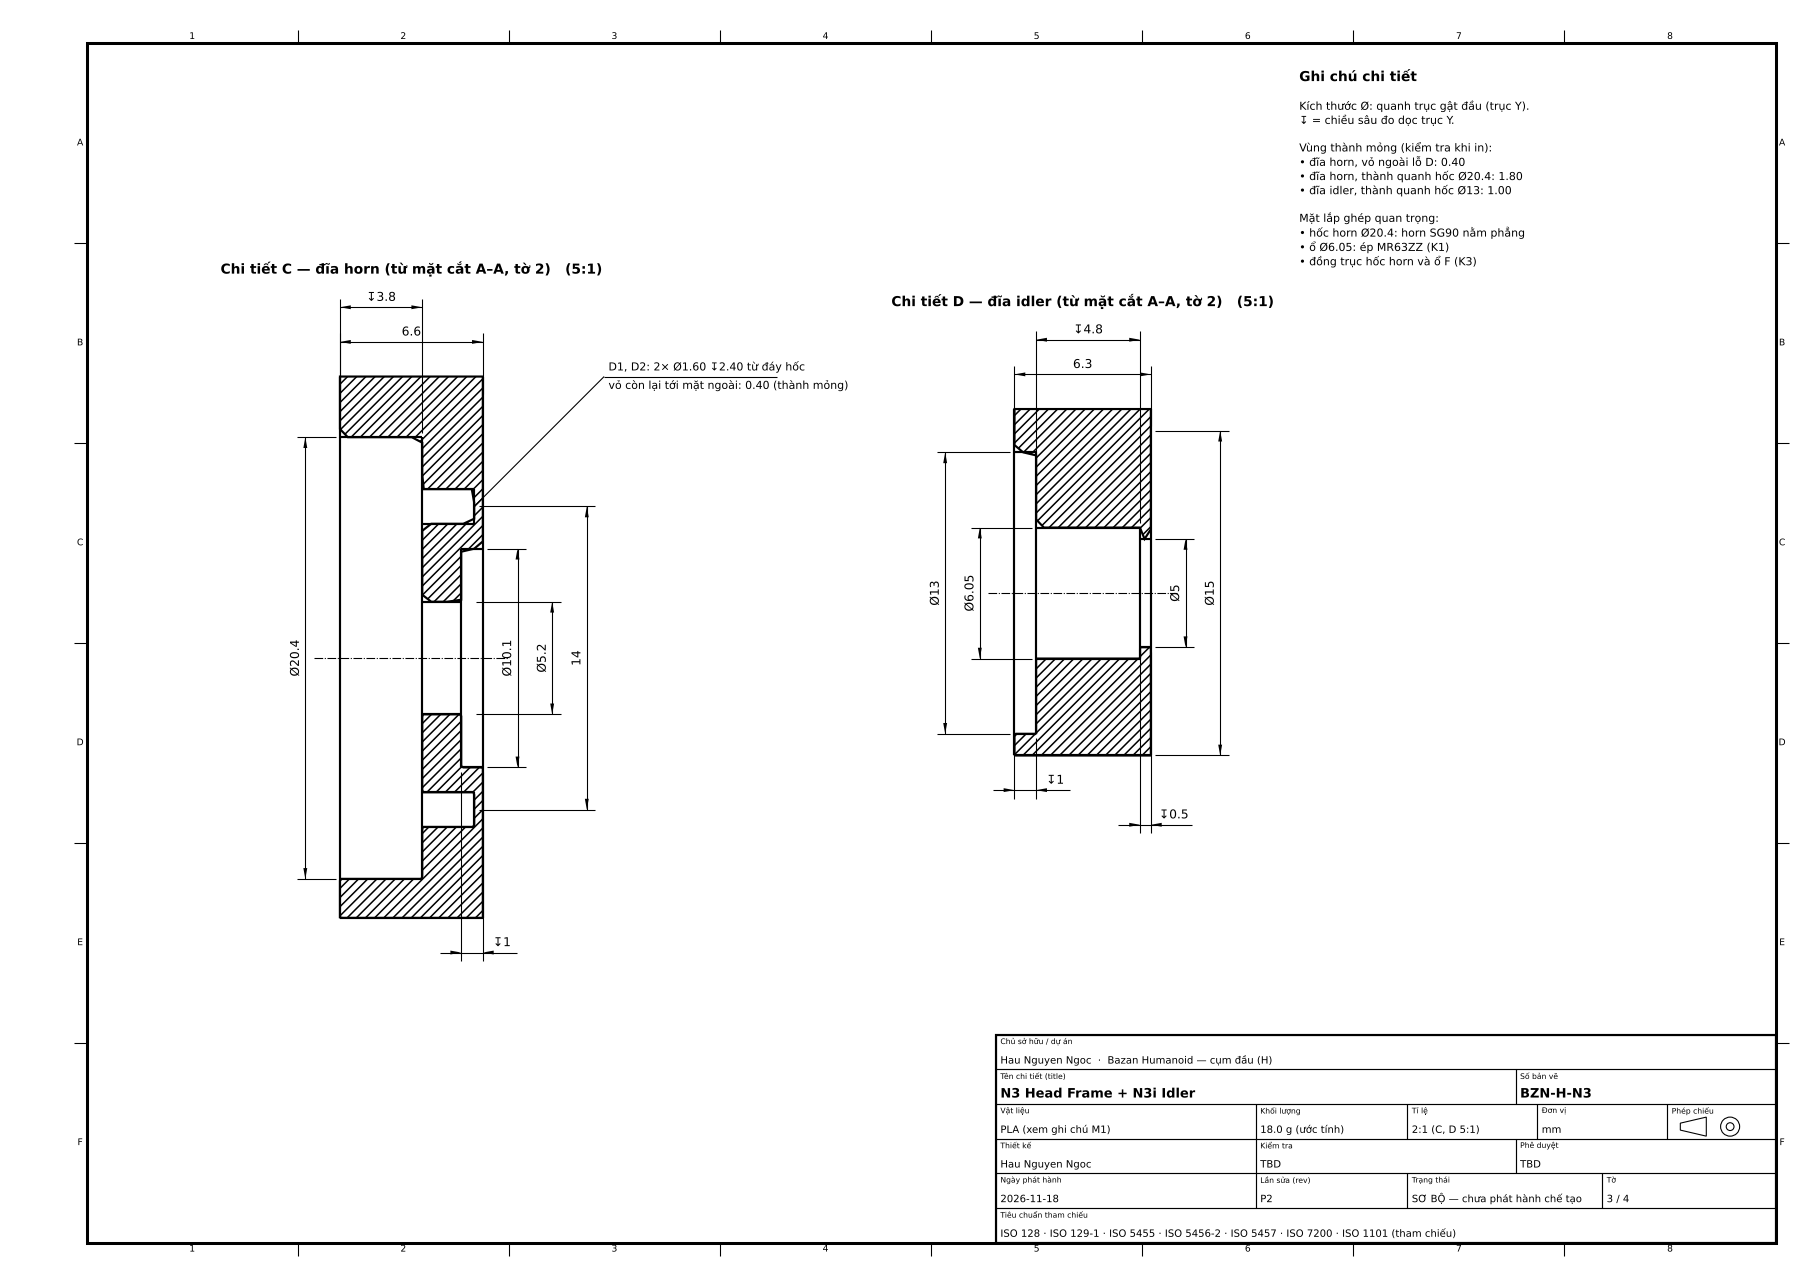 1 2 3 4 5 6 7 8
Ghi chú chi tiết
Kích thước Ø: quanh trục gật đầu (trục Y).
↧ = chiều sâu đo dọc trục Y.
A A
Vùng thành mỏng (kiểm tra khi in):
• đĩa horn, vỏ ngoài lỗ D: 0.40
• đĩa horn, thành quanh hốc Ø20.4: 1.80
• đĩa idler, thành quanh hốc Ø13: 1.00
Mặt lắp ghép quan trọng:
• hốc horn Ø20.4: horn SG90 nằm phẳng
• ổ Ø6.05: ép MR63ZZ (K1)
• đồng trục hốc horn và ổ F (K3)
Chi tiết C — đĩa horn (từ mặt cắt A–A, tờ 2) (5:1)
↧3.8
6.6
D1, D2: 2× Ø1.60 ↧2.40 từ đáy hốc
vỏ còn lại tới mặt ngoài: 0.40 (thành mỏng)
Ø20.4
Ø10.1
Ø5.2
14
↧1
Chi tiết D — đĩa idler (từ mặt cắt A–A, tờ 2) (5:1)
↧4.8
6.3
Ø13
Ø6.05
Ø5
Ø15
↧1
↧0.5
B B
C C
D D
E E
F F
Chủ sở hữu / dự án
Hau Nguyen Ngoc · Bazan Humanoid — cụm đầu (H)
Tên chi tiết (title) Số bản vẽ
N3 Head Frame + N3i Idler BZN-H-N3
Vật liệu Khối lượng Tỉ lệ Đơn vị Phép chiếu
PLA (xem ghi chú M1) 18.0 g (ước tính) 2:1 (C, D 5:1) mm
Thiết kế Kiểm tra Phê duyệt
Hau Nguyen Ngoc TBD TBD
Ngày phát hành Lần sửa (rev) Trạng thái Tờ
2026-11-18 P2 SƠ BỘ — chưa phát hành chế tạo 3 / 4
Tiêu chuẩn tham chiếu
ISO 128 · ISO 129-1 · ISO 5455 · ISO 5456-2 · ISO 5457 · ISO 7200 · ISO 1101 (tham chiếu)
1 2 3 4 5 6 7 8